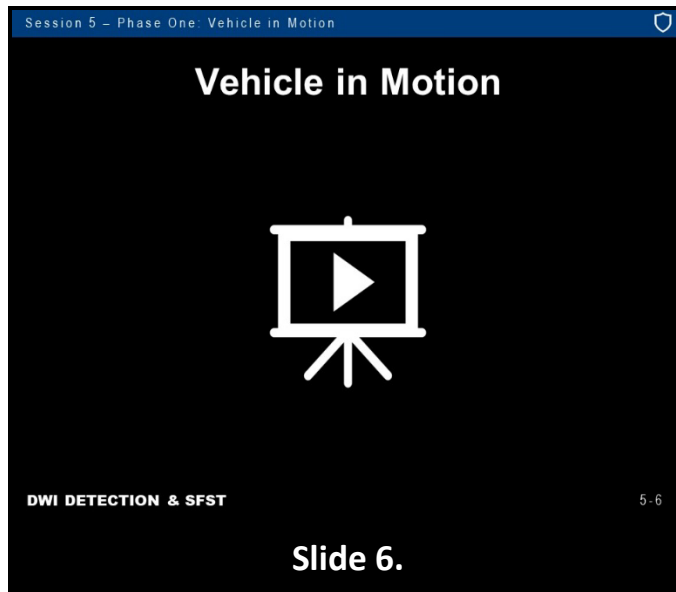 Session 5 – Phase One: Vehicle in Motion
Vehicle in Motion
DWI DETECTION & SFST
5-6
Slide 6.